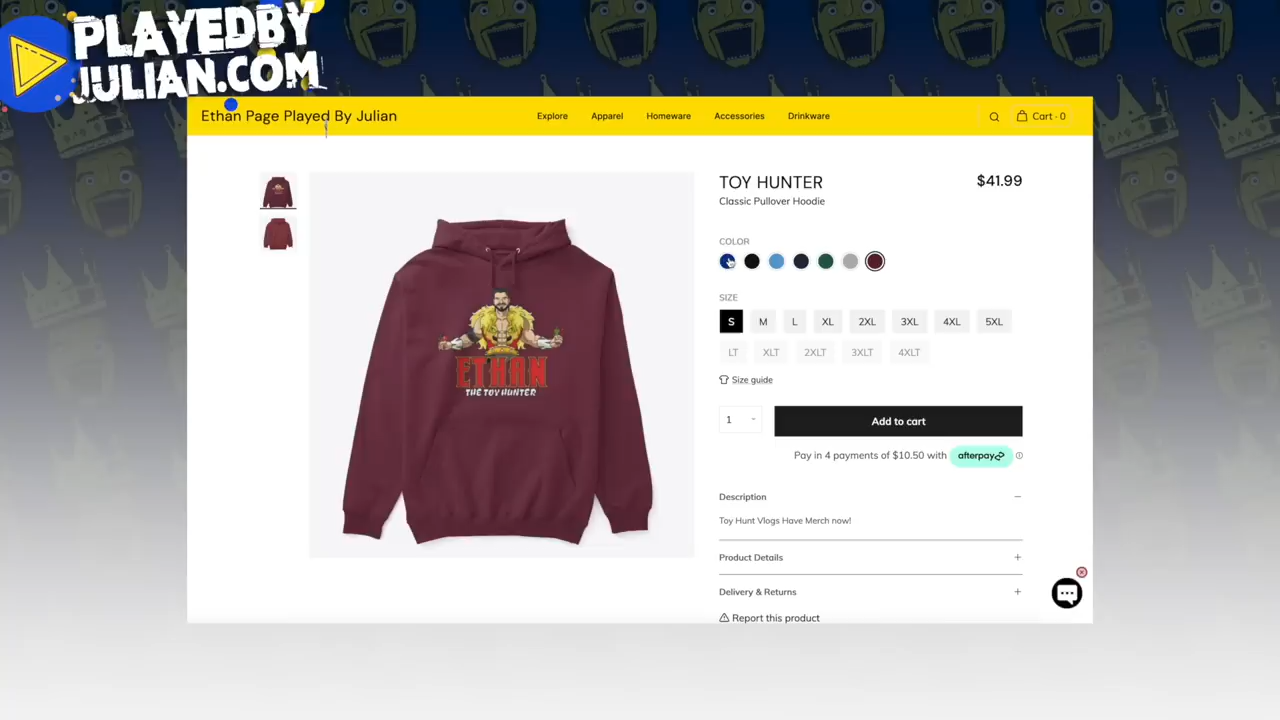 PLAYEDBY
JULIAN.COM
Ethan Page Played By Julian
Explore
Apparel
Homeware
Accessories
Drinkware
Cart · 0
TOY HUNTER
$41.99
Classic Pullover Hoodie
COLOR
SIZE
S
M
L
XL
2XL
3XL
4XL
5XL
LT
XLT
2XLT
3XLT
4XLT
Size guide
1
Add to cart
Pay in 4 payments of $10.50 with afterpay
Description
Toy Hunt Vlogs Have Merch now!
Product Details
Delivery & Returns
Report this product
ETHAN
THE TOY HUNTER